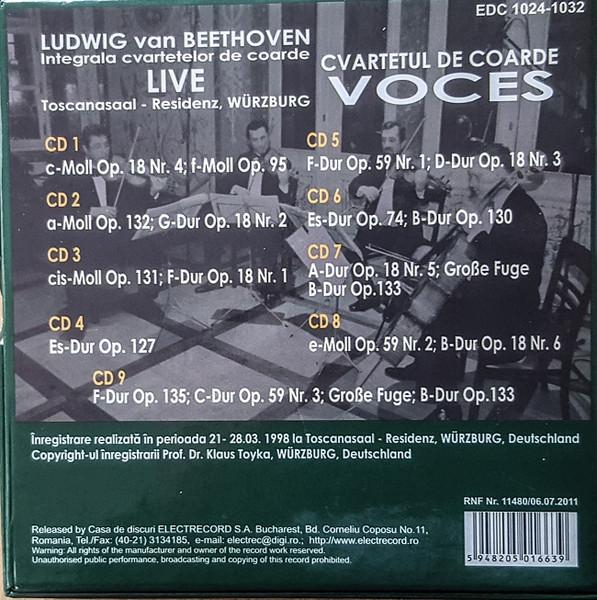 EDC 1024-1032
LUDWIG van BEETHOVEN
Integrala cvartetelor de coarde
LIVE
Toscanasaal - Residenz, WÜRZBURG
CVARTETUL DE COARDE
VOCES
CD 1
c-Moll Op. 18 Nr. 4; f-Moll Op. 95
CD 2
a-Moll Op. 132; G-Dur Op. 18 Nr. 2
CD 3
cis-Moll Op. 131; F-Dur Op. 18 Nr. 1
CD 4
Es-Dur Op. 127
CD 5
F-Dur Op. 59 Nr. 1; D-Dur Op. 18 Nr. 3
CD 6
Es-Dur Op. 74; B-Dur Op. 130
CD 7
A-Dur Op. 18 Nr. 5; Große Fuge
B-Dur Op.133
CD 8
e-Moll Op. 59 Nr. 2; B-Dur Op. 18 Nr. 6
CD 9
F-Dur Op. 135; C-Dur Op. 59 Nr. 3; Große Fuge; B-Dur Op.133
Înregistrare realizată în perioada 21- 28.03. 1998 la Toscanasaal - Residenz, WÜRZBURG, Deutschland
Copyright-ul înregistrarii Prof. Dr. Klaus Toyka, WÜRZBURG, Deutschland
RNF Nr. 11480/06.07.2011
Released by Casa de discuri ELECTRECORD S.A. Bucharest, Bd. Corneliu Coposu No.11,
Romania, Tel./Fax: (40-21) 3134185, e-mail: electrec@digi.ro.; http://www.electrecord.ro
Warning: All rights of the manufacturer and owner of the record work reserved.
Unauthorised public performance, broadcasting and copying of this record prohibited.
5 948205 016639